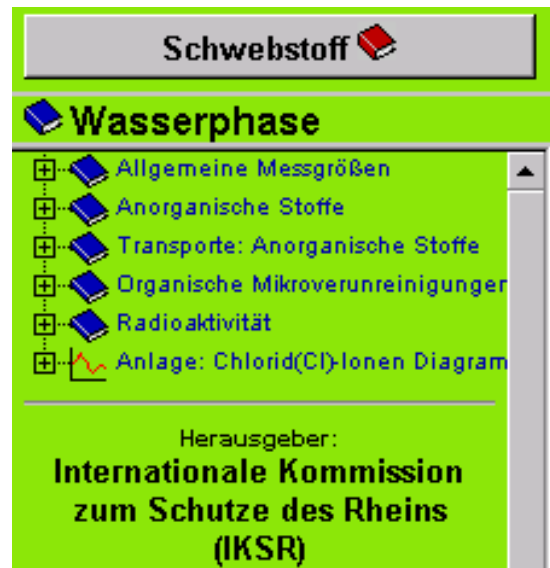 Schwebstoff
Wasserphase
Allgemeine Messgrößen
Anorganische Stoffe
Transporte: Anorganische Stoffe
Organische Mikroverunreinigunger
Radioaktivität
Anlage: Chlorid(Cl)-Ionen Diagram
Herausgeber:
Internationale Kommission
zum Schutze des Rheins
(IKSR)